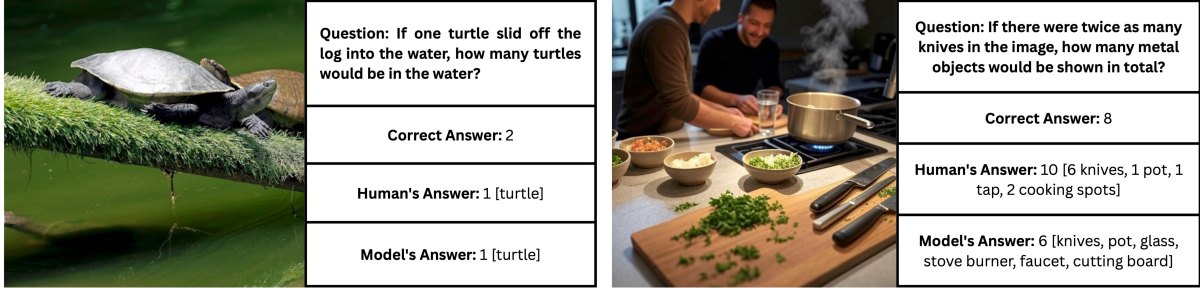 Question: If one turtle slid off the
log into the water, how many turtles
would be in the water?
Correct Answer: 2
Human's Answer: 1 [turtle]
Model's Answer: 1 [turtle]
Question: If there were twice as many
knives in the image, how many metal
objects would be shown in total?
Correct Answer: 8
Human's Answer: 10 [6 knives, 1 pot, 1
tap, 2 cooking spots]
Model's Answer: 6 [knives, pot, glass,
stove burner, faucet, cutting board]